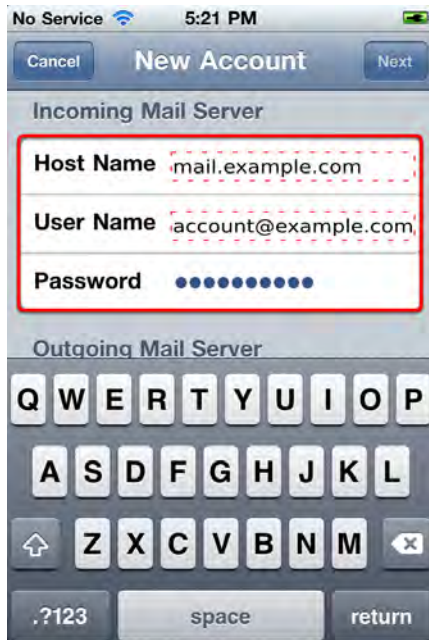 No Service 5:21 PM
Cancel New Account Next
Incoming Mail Server
Host Name mail.example.com
User Name account@example.com
Password ●●●●●●●●●●
Outgoing Mail Server
Q W E R T Y U I O P
A S D F G H J K L
Z X C V B N M
.?123 space return